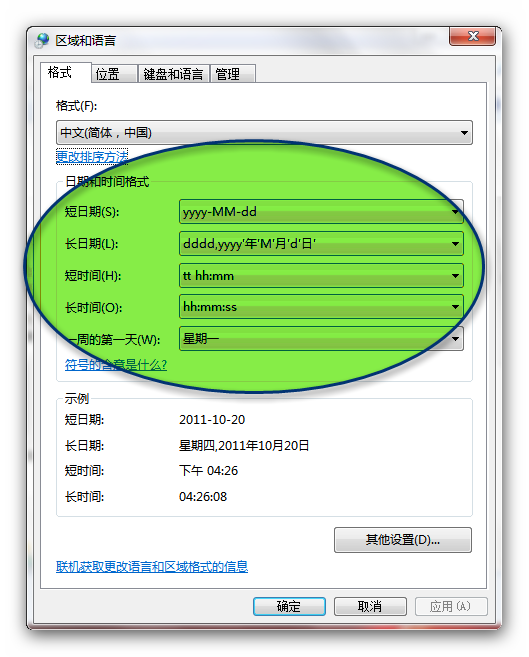 区域和语言
格式 位置 键盘和语言 管理
格式(F):
中文(简体，中国)
更改排序方法
日期和时间格式
短日期(S): yyyy-MM-dd
长日期(L): dddd,yyyy'年'M'月'd'日'
短时间(H): tt hh:mm
长时间(O): hh:mm:ss
一周的第一天(W): 星期一
符号的含意是什么?
示例
短日期: 2011-10-20
长日期: 星期四,2011年10月20日
短时间: 下午 04:26
长时间: 04:26:08
其他设置(D)...
联机获取更改语言和区域格式的信息
确定 取消 应用(A)